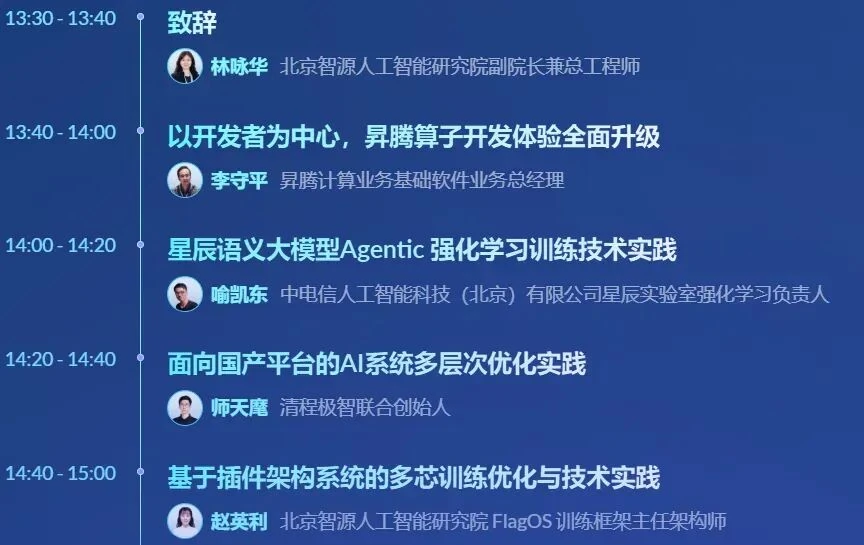 13:30 - 13:40
致辞
林咏华 北京智源人工智能研究院副院长兼总工程师
13:40 - 14:00
以开发者为中心，昇腾算子开发体验全面升级
李守平 昇腾计算业务基础软件业务总经理
14:00 - 14:20
星辰语义大模型Agentic 强化学习训练技术实践
喻凯东 中电信人工智能科技（北京）有限公司星辰实验室强化学习负责人
14:20 - 14:40
面向国产平台的AI系统多层次优化实践
师天麾 清程极智联合创始人
14:40 - 15:00
基于插件架构系统的多芯训练优化与技术实践
赵英利 北京智源人工智能研究院 FlagOS 训练框架主任架构师